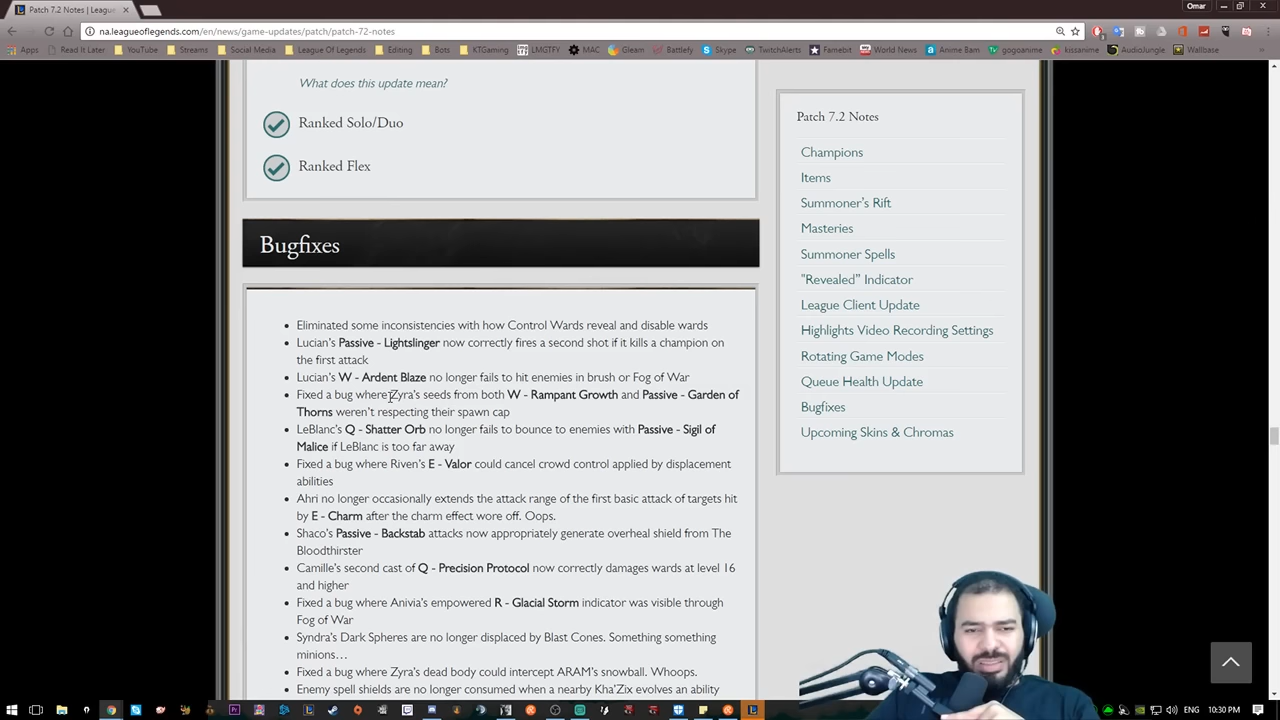 Patch 7.2 Notes | Leagu
Omar
na.leagueoflegends.com/en/news/game-updates/patch/patch-72-notes
Apps Read It Later YouTube Streams Social Media League Of Legends Editing Bots KTGaming LMGTFY MAC Gleam Battlefy Skype TwitchAlerts Famebit World News Anime Bam gogoanime kissanime AudioJungle Wallbase
What does this update mean?
Ranked Solo/Duo
Ranked Flex
Bugfixes
Eliminated some inconsistencies with how Control Wards reveal and disable wards
Lucian's Passive - Lightslinger now correctly fires a second shot if it kills a champion on
the first attack
Lucian's W - Ardent Blaze no longer fails to hit enemies in brush or Fog of War
Fixed a bug where Zyra's seeds from both W - Rampant Growth and Passive - Garden of
Thorns weren't respecting their spawn cap
LeBlanc's Q - Shatter Orb no longer fails to bounce to enemies with Passive - Sigil of
Malice if LeBlanc is too far away
Fixed a bug where Riven's E - Valor could cancel crowd control applied by displacement
abilities
Ahri no longer occasionally extends the attack range of the first basic attack of targets hit
by E - Charm after the charm effect wore off. Oops.
Shaco's Passive - Backstab attacks now appropriately generate overheal shield from The
Bloodthirster
Camille's second cast of Q - Precision Protocol now correctly damages wards at level 16
and higher
Fixed a bug where Anivia's empowered R - Glacial Storm indicator was visible through
Fog of War
Syndra's Dark Spheres are no longer displaced by Blast Cones. Something something
minions…
Fixed a bug where Zyra's dead body could intercept ARAM's snowball. Whoops.
Enemy spell shields are no longer consumed when a nearby Kha'Zix evolves an ability
Patch 7.2 Notes
Champions
Items
Summoner's Rift
Masteries
Summoner Spells
"Revealed" Indicator
League Client Update
Highlights Video Recording Settings
Rotating Game Modes
Queue Health Update
Bugfixes
Upcoming Skins & Chromas
ENG 10:30 PM